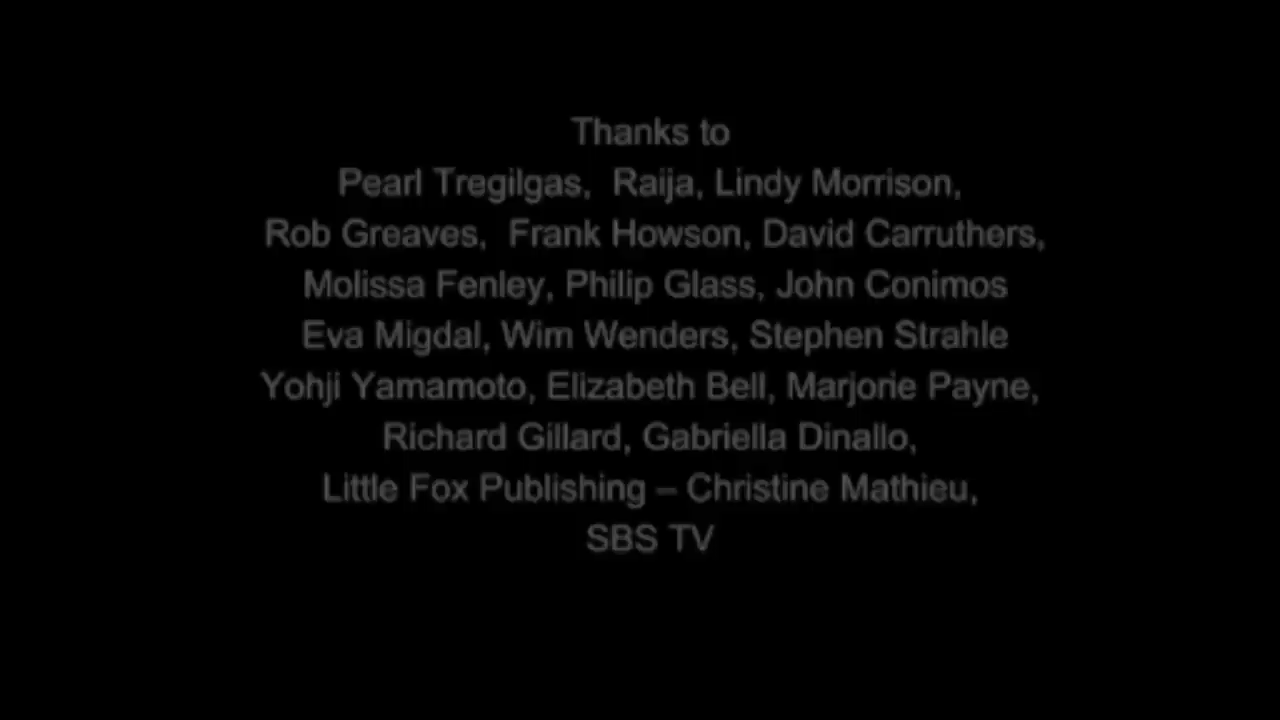 Thanks to
Pearl Tregilgas,  Raija, Lindy Morrison,
Rob Greaves,  Frank Howson, David Carruthers,
Molissa Fenley, Philip Glass, John Conimos
Eva Migdal, Wim Wenders, Stephen Strahle
Yohji Yamamoto, Elizabeth Bell, Marjorie Payne,
Richard Gillard, Gabriella Dinallo,
Little Fox Publishing – Christine Mathieu,
SBS TV